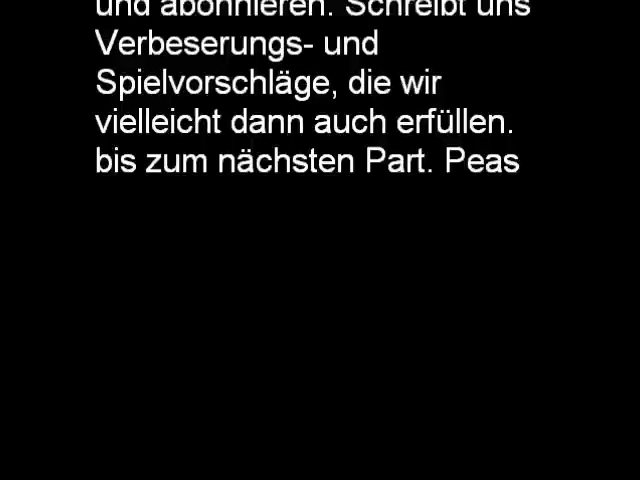 und abonnieren. Schreibt uns
Verbeserungs- und
Spielvorschläge, die wir
vielleicht dann auch erfüllen.
bis zum nächsten Part. Peas